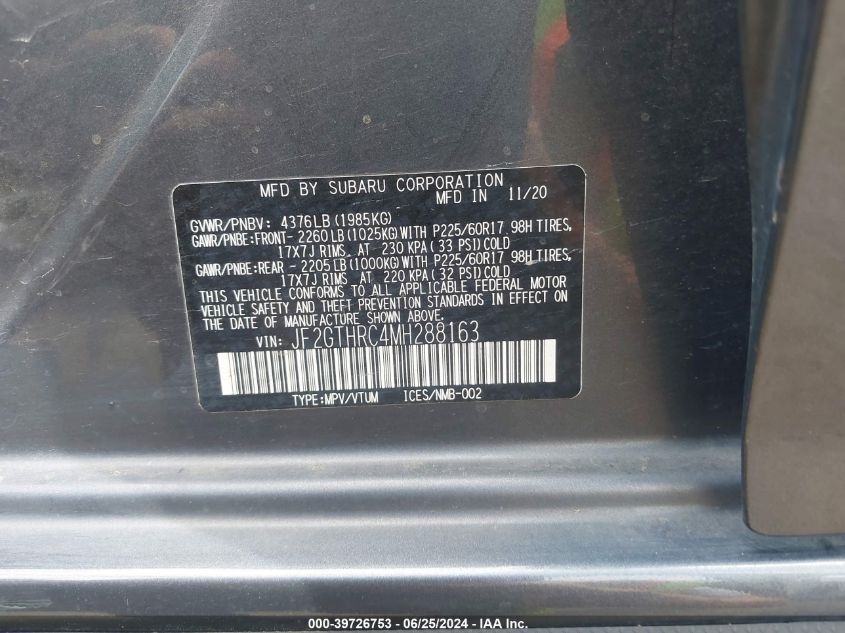 MFD BY SUBARU CORPORATION
MFD IN 11/20
GVWR/PNBV: 4376LB(1985KG)
GAWR/PNBE:FRONT- 2260LB(1025KG)WITH P225/60R17 98H TIRES,
17X7J RIMS, AT 230 KPA(33 PSI)COLD
GAWR/PNBE:REAR - 2205LB(1000KG)WITH P225/60R17 98H TIRES,
17X7J RIMS, AT 220 KPA(32 PSI)COLD
THIS VEHICLE CONFORMS TO ALL APPLICABLE FEDERAL MOTOR
VEHICLE SAFETY AND THEFT PREVENTION STANDARDS IN EFFECT ON
THE DATE OF MANUFACTURE SHOWN ABOVE.
VIN: JF2GTHRC4MH288163
TYPE:MPV/VTUM ICES/NMB-002
000-39726753 - 06/25/2024 - IAA Inc.